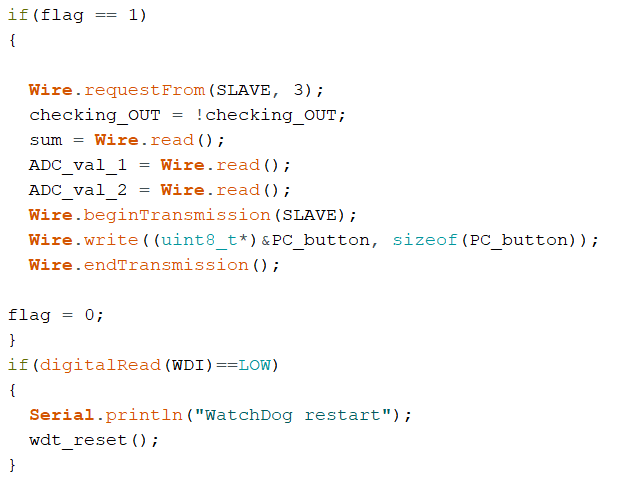 if(flag == 1)
{
Wire.requestFrom(SLAVE, 3);
checking_OUT = !checking_OUT;
sum = Wire.read();
ADC_val_1 = Wire.read();
ADC_val_2 = Wire.read();
Wire.beginTransmission(SLAVE);
Wire.write((uint8_t*)&PC_button, sizeof(PC_button));
Wire.endTransmission();
flag = 0;
}
if(digitalRead(WDI)==LOW)
{
Serial.println("WatchDog restart");
wdt_reset();
}